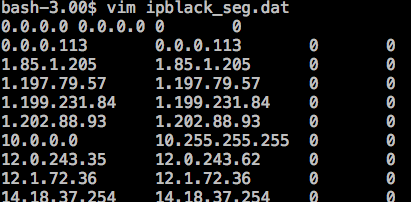 bash-3.00$ vim ipblack_seg.dat
0.0.0.0 0.0.0.0 0 0
0.0.0.113 0.0.0.113 0 0
1.85.1.205 1.85.1.205 0 0
1.197.79.57 1.197.79.57 0 0
1.199.231.84 1.199.231.84 0 0
1.202.88.93 1.202.88.93 0 0
10.0.0.0 10.255.255.255 0 0
12.0.243.35 12.0.243.62 0 0
12.1.72.36 12.1.72.36 0 0
14.18.37.254 14.18.37.254 0 0